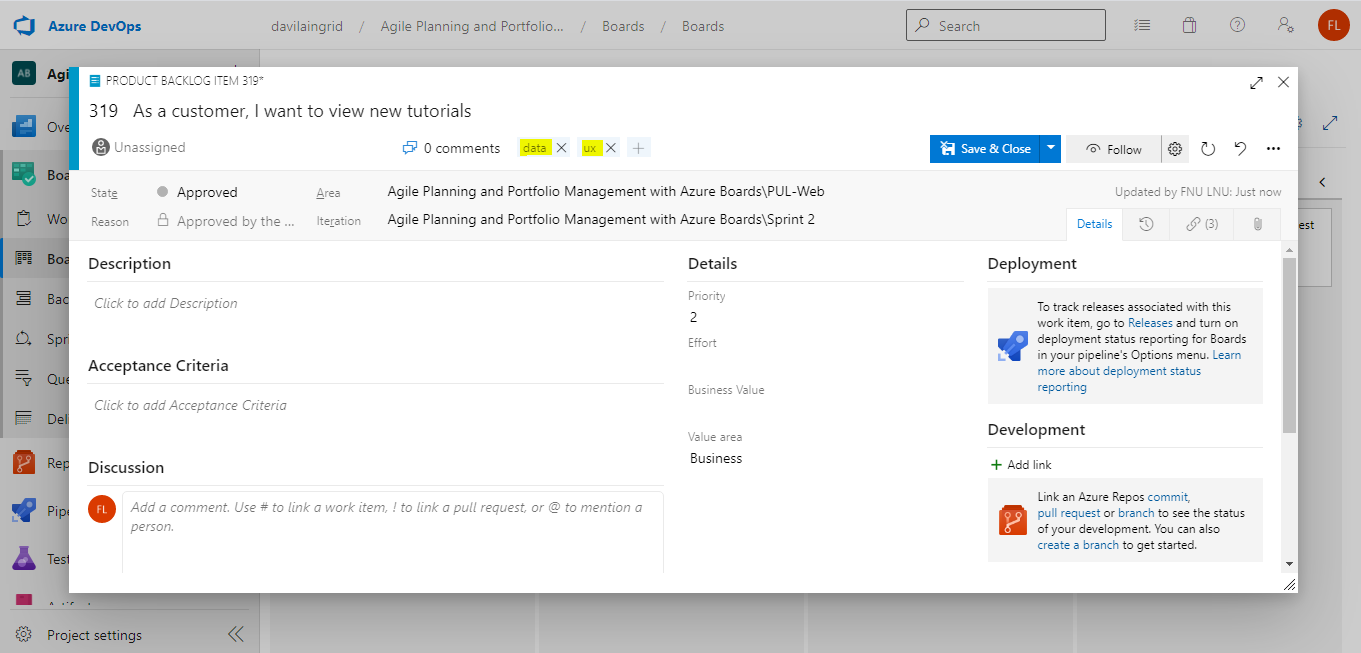 Azure DevOps
davilaingrid / Agile Planning and Portfolio... / Boards / Boards
Search
FL
AB
Agi
PRODUCT BACKLOG ITEM 319*
319 As a customer, I want to view new tutorials
Unassigned
0 comments
data
ux
Save & Close
Follow
State
Approved
Area
Agile Planning and Portfolio Management with Azure Boards\PUL-Web
Updated by FNU LNU: Just now
Reason
Approved by the ...
Iteration
Agile Planning and Portfolio Management with Azure Boards\Sprint 2
Details
(3)
Description
Click to add Description
Acceptance Criteria
Click to add Acceptance Criteria
Discussion
FL
Add a comment. Use # to link a work item, ! to link a pull request, or @ to mention a
person.
Details
Priority
2
Effort
Business Value
Value area
Business
Deployment
To track releases associated with this
work item, go to Releases and turn on
deployment status reporting for Boards
in your pipeline's Options menu. Learn
more about deployment status
reporting
Development
Add link
Link an Azure Repos commit,
pull request or branch to see the status
of your development. You can also
create a branch to get started.
Ove
Boa
Wo
Boa
Bac
Spri
Que
Del
Rep
Pipe
Test
est
Project settings